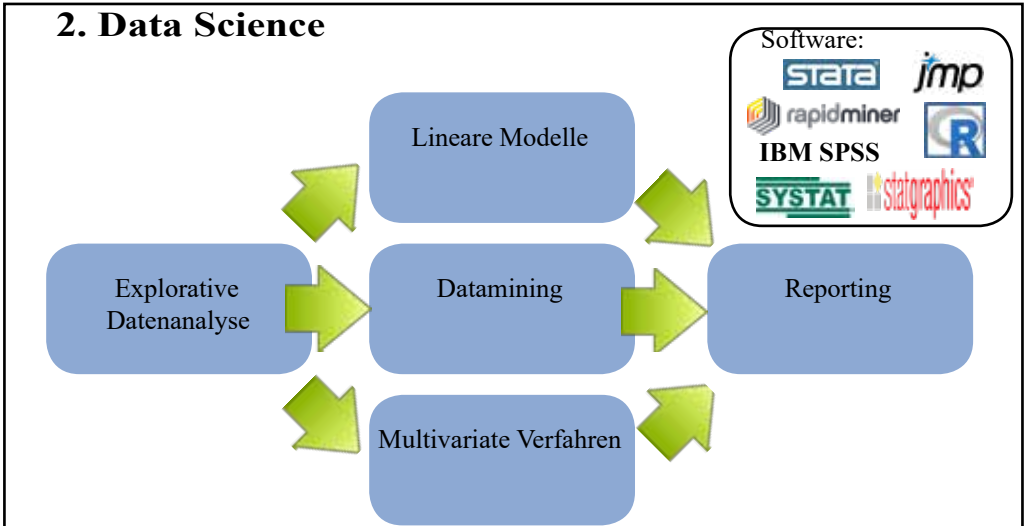 2. Data Science
Software:
STATA
jmp
rapidminer
R
IBM SPSS
SYSTAT
statgraphics
Lineare Modelle
Explorative
Datenanalyse
Datamining
Reporting
Multivariate Verfahren